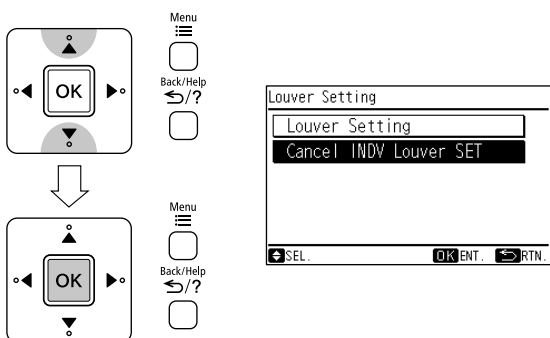 Menu
OK
Back/Help
?
Menu
OK
Back/Help
?
Louver Setting
Louver Setting
Cancel INDV Louver SET
SEL. OK ENT. RTN.